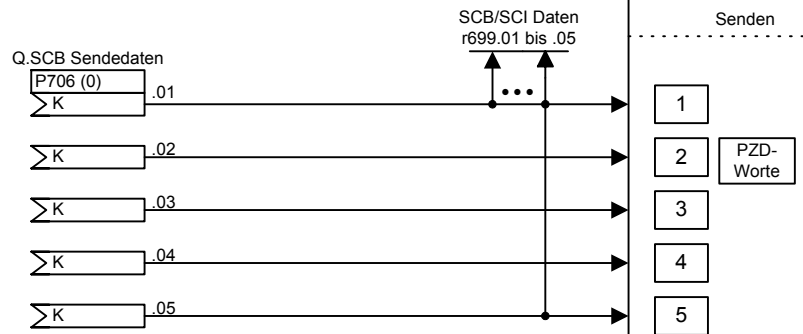 SCB/SCI Daten
r699.01 bis .05
Senden
Q.SCB Sendedaten
P706 (0)
K
.01
1
K
.02
2
PZD-
Worte
K
.03
3
K
.04
4
K
.05
5